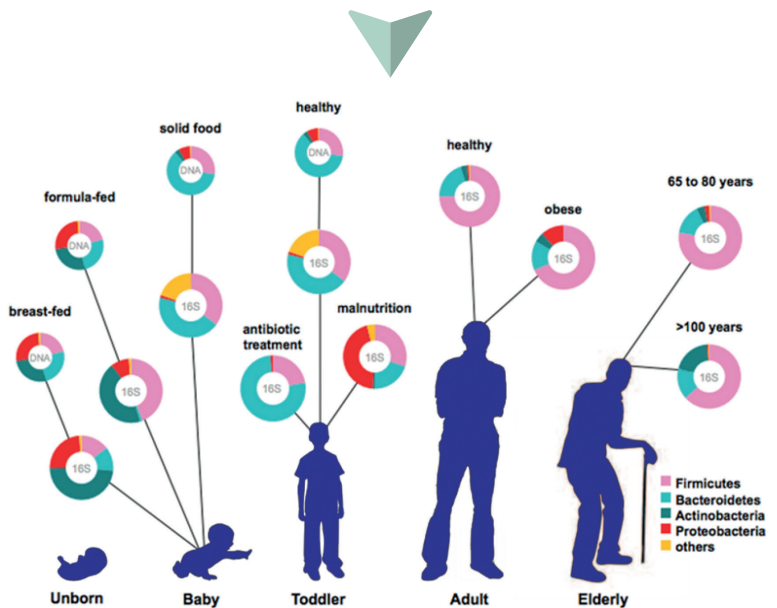 healthy
solid food
DNA
DNA
healthy
formula-fed
65 to 80 years
DNA
16S
obese
16S
16S
16S
breast-fed
16S
malnutrition
>100 years
antibiotic
treatment
DNA
16S
16S
16S
16S
16S
Firmicutes
Bacteroidetes
Actinobacteria
Proteobacteria
others
Unborn
Baby
Toddler
Adult
Elderly